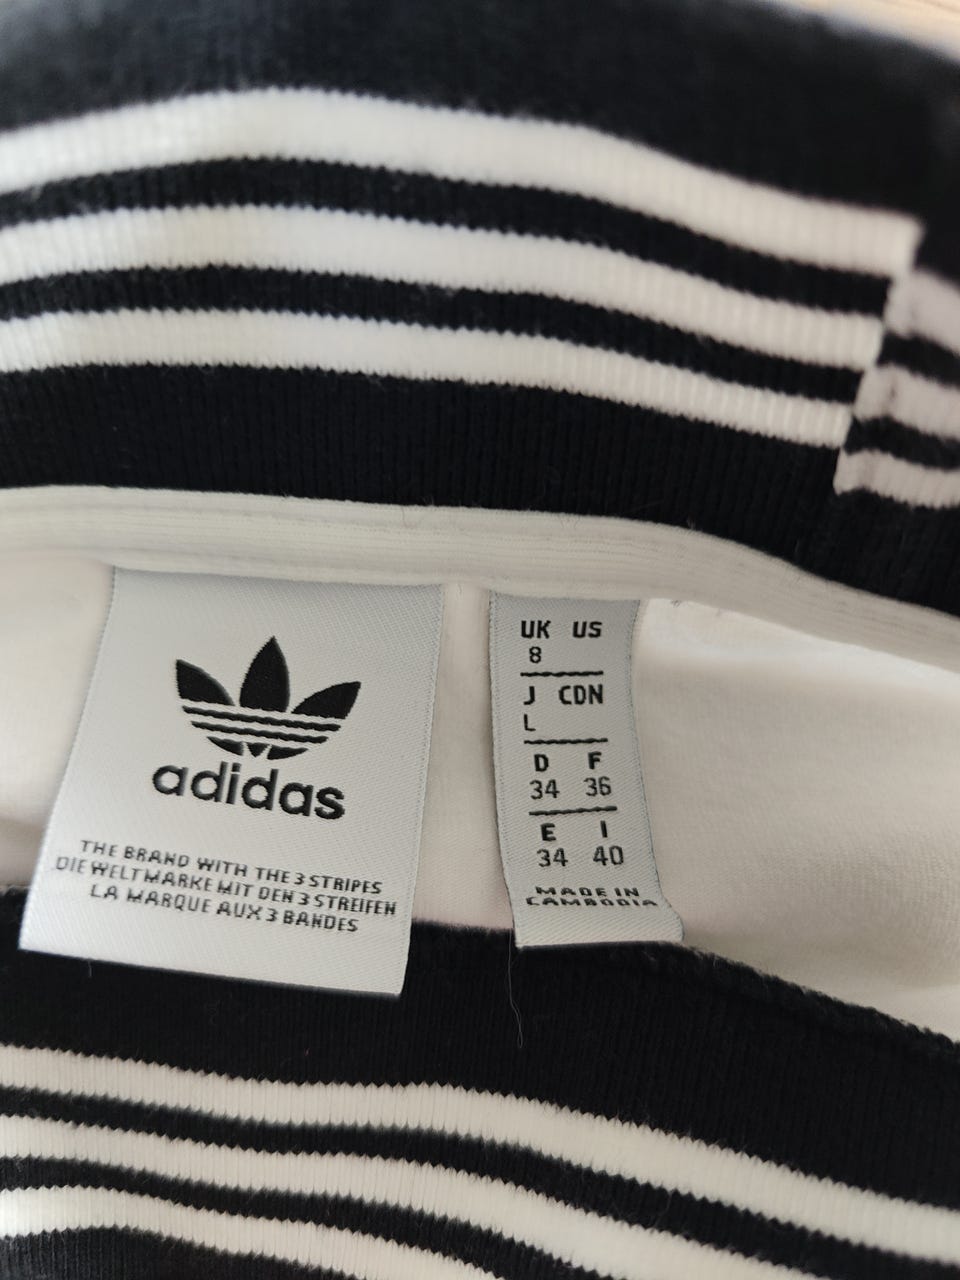 adidas
THE BRAND WITH THE 3 STRIPES
DIE WELTMARKE MIT DEN 3 STREIFEN
LA MARQUE AUX 3 BANDES
UK US
8
J CDN
L
D F
34 36
E I
34 40
MADE IN
CAMBODIA